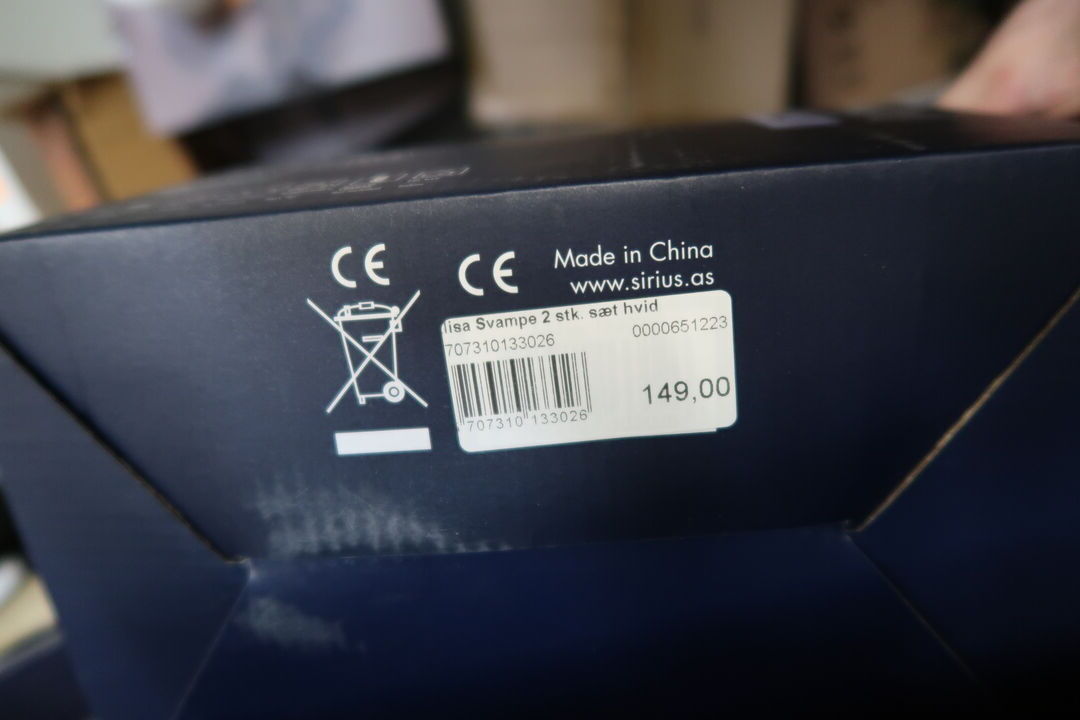 CE
CE
Made in China
www.sirius.as
lisa Svampe 2 stk. sæt hvid
707310133026
0000651223
149,00
707310 133026